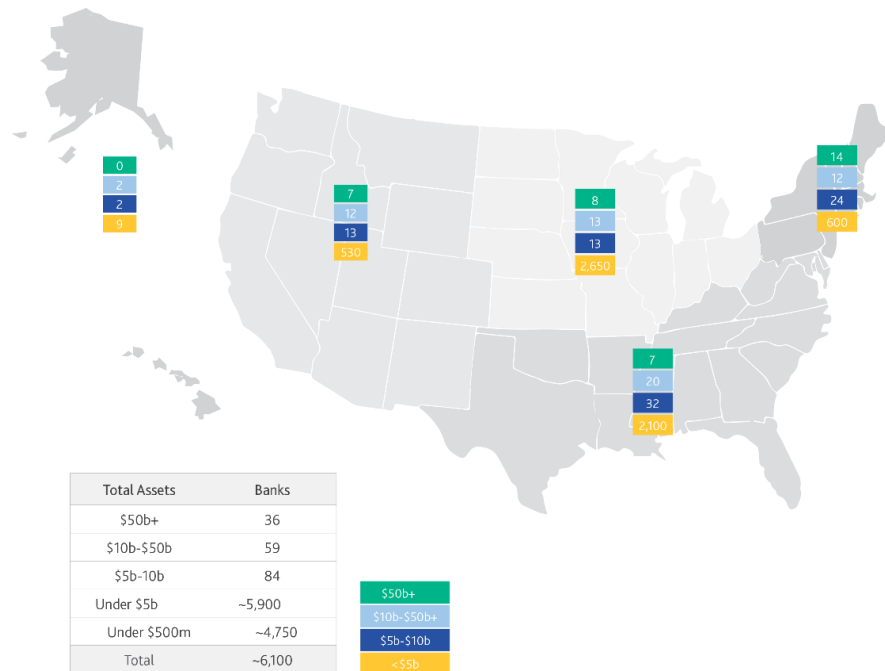 0
2
2
9
7
12
13
530
8
13
13
2,650
14
12
24
600
7
20
32
2,100
Total Assets Banks
$50b+ 36
$10b-$50b 59
$5b-10b 84
Under $5b ~5,900
Under $500m ~4,750
Total ~6,100
$50b+
$10b-$50b+
$5b-$10b
<$5b